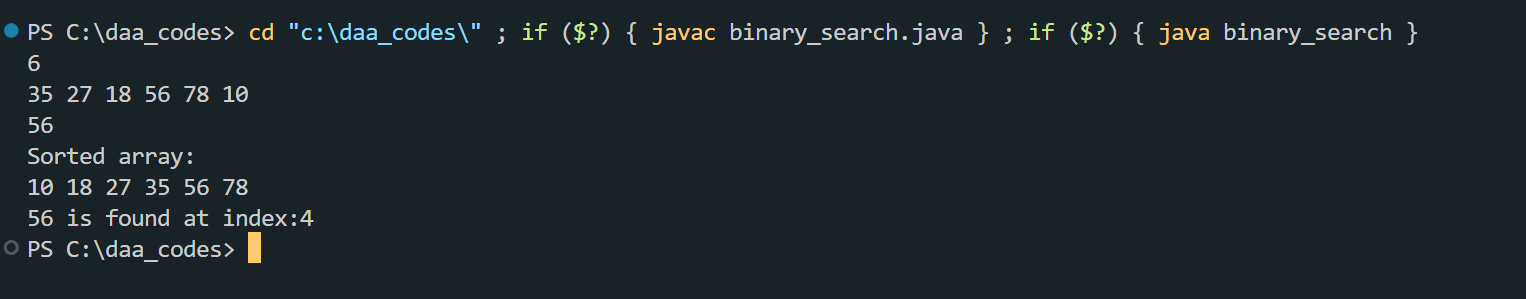 PS C:\daa_codes> cd "c:\daa_codes\" ; if ($?) { javac binary_search.java } ; if ($?) { java binary_search }
6
35 27 18 56 78 10
56
Sorted array:
10 18 27 35 56 78
56 is found at index:4
PS C:\daa_codes>